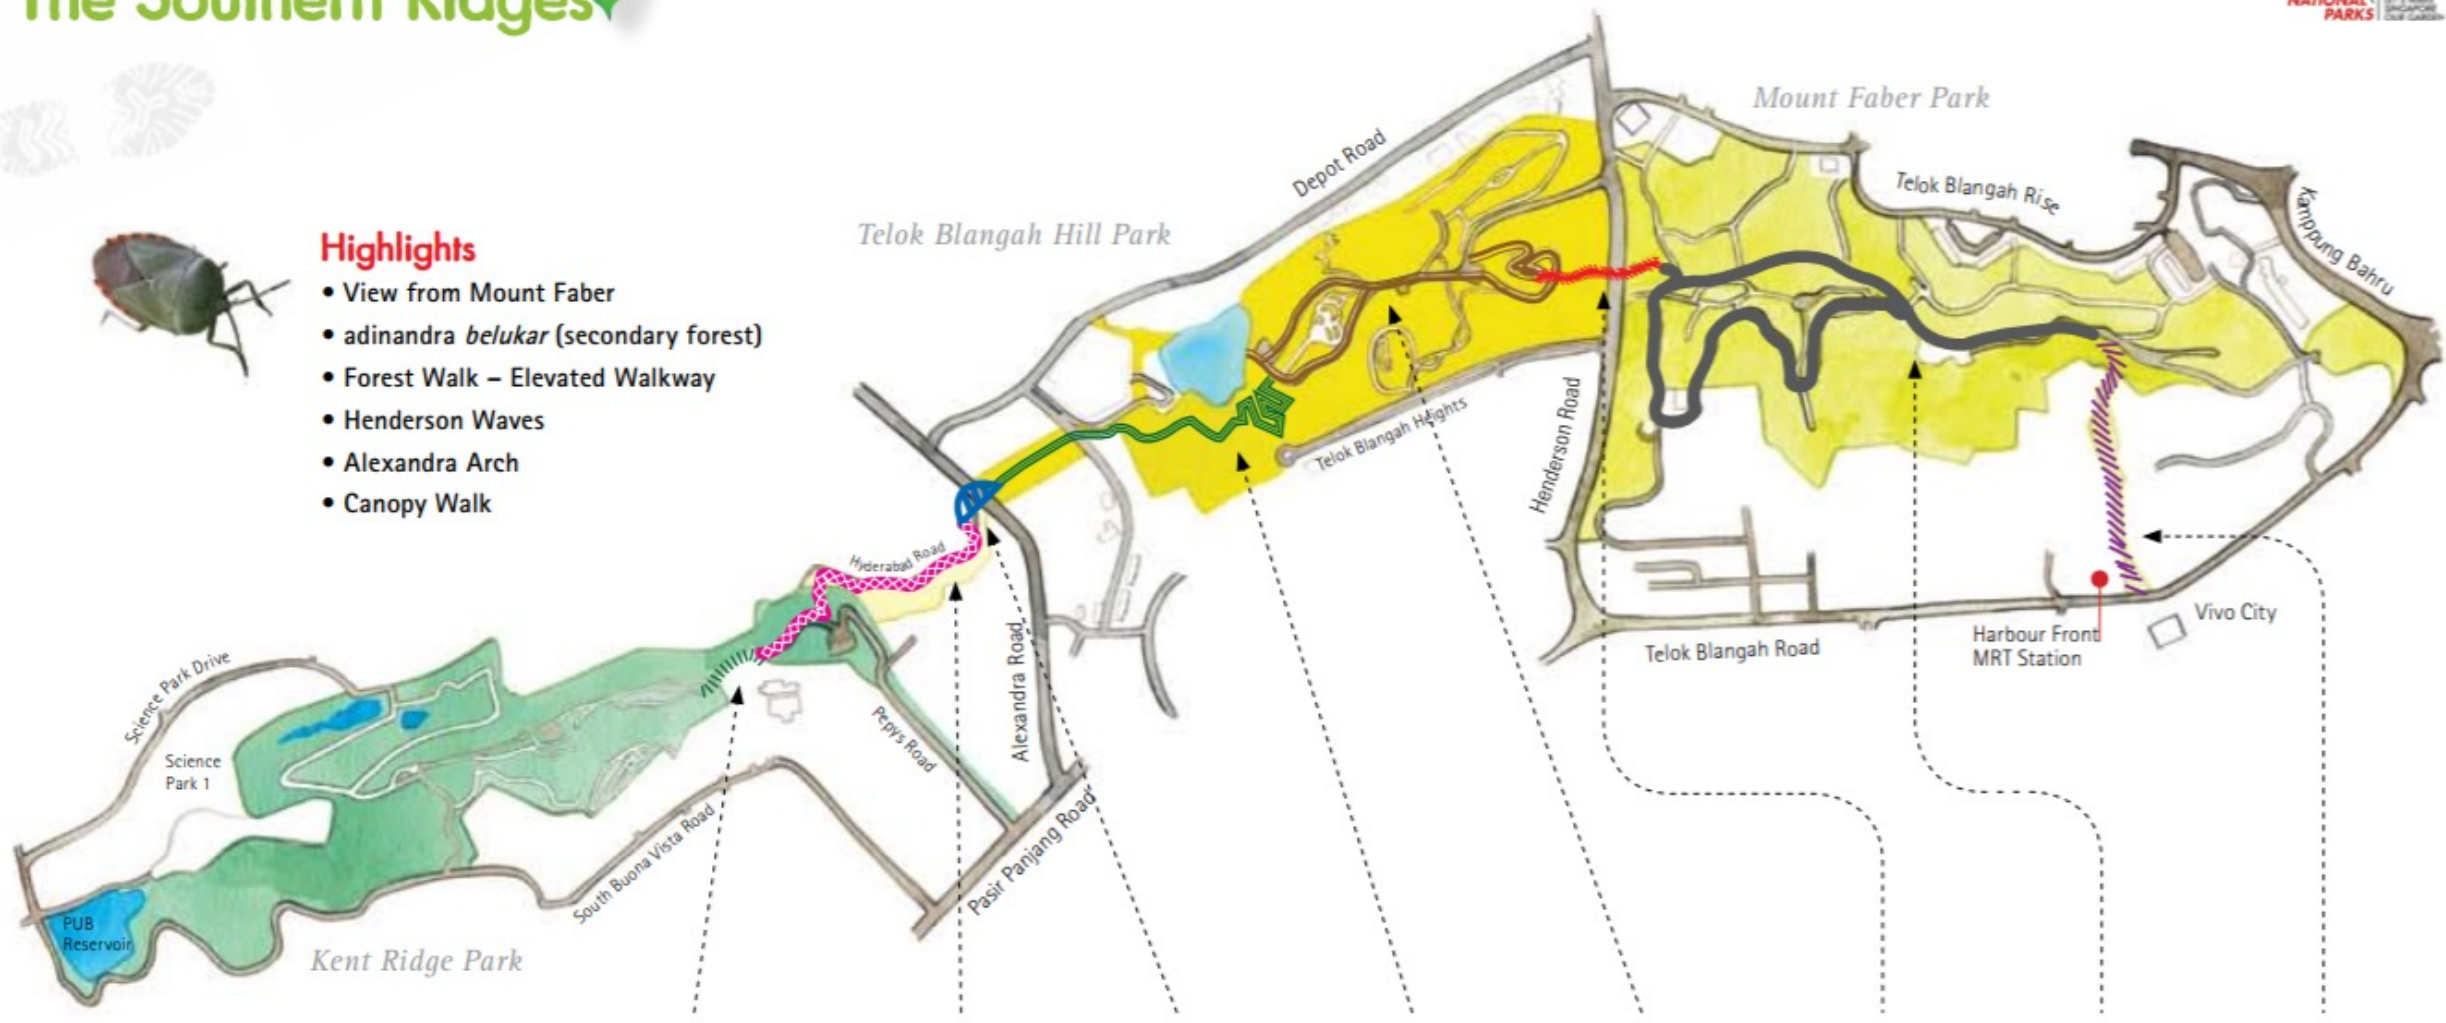 The Southern Ridges
NATIONAL
PARKS
Mount Faber Park
Depot Road
Telok Blangah Rise
Kampung Bahru
Telok Blangah Hill Park
Highlights
• View from Mount Faber
• adinandra belukar (secondary forest)
• Forest Walk – Elevated Walkway
• Henderson Waves
• Alexandra Arch
• Canopy Walk
Telok Blangah Heights
Henderson Road
Hyderabad Road
Vivo City
Harbour Front
MRT Station
Telok Blangah Road
Alexandra Road
Science Park Drive
Pepys Road
Science
Park 1
South Buona Vista Road
Pasir Panjang Road
PUB
Reservoir
Kent Ridge Park